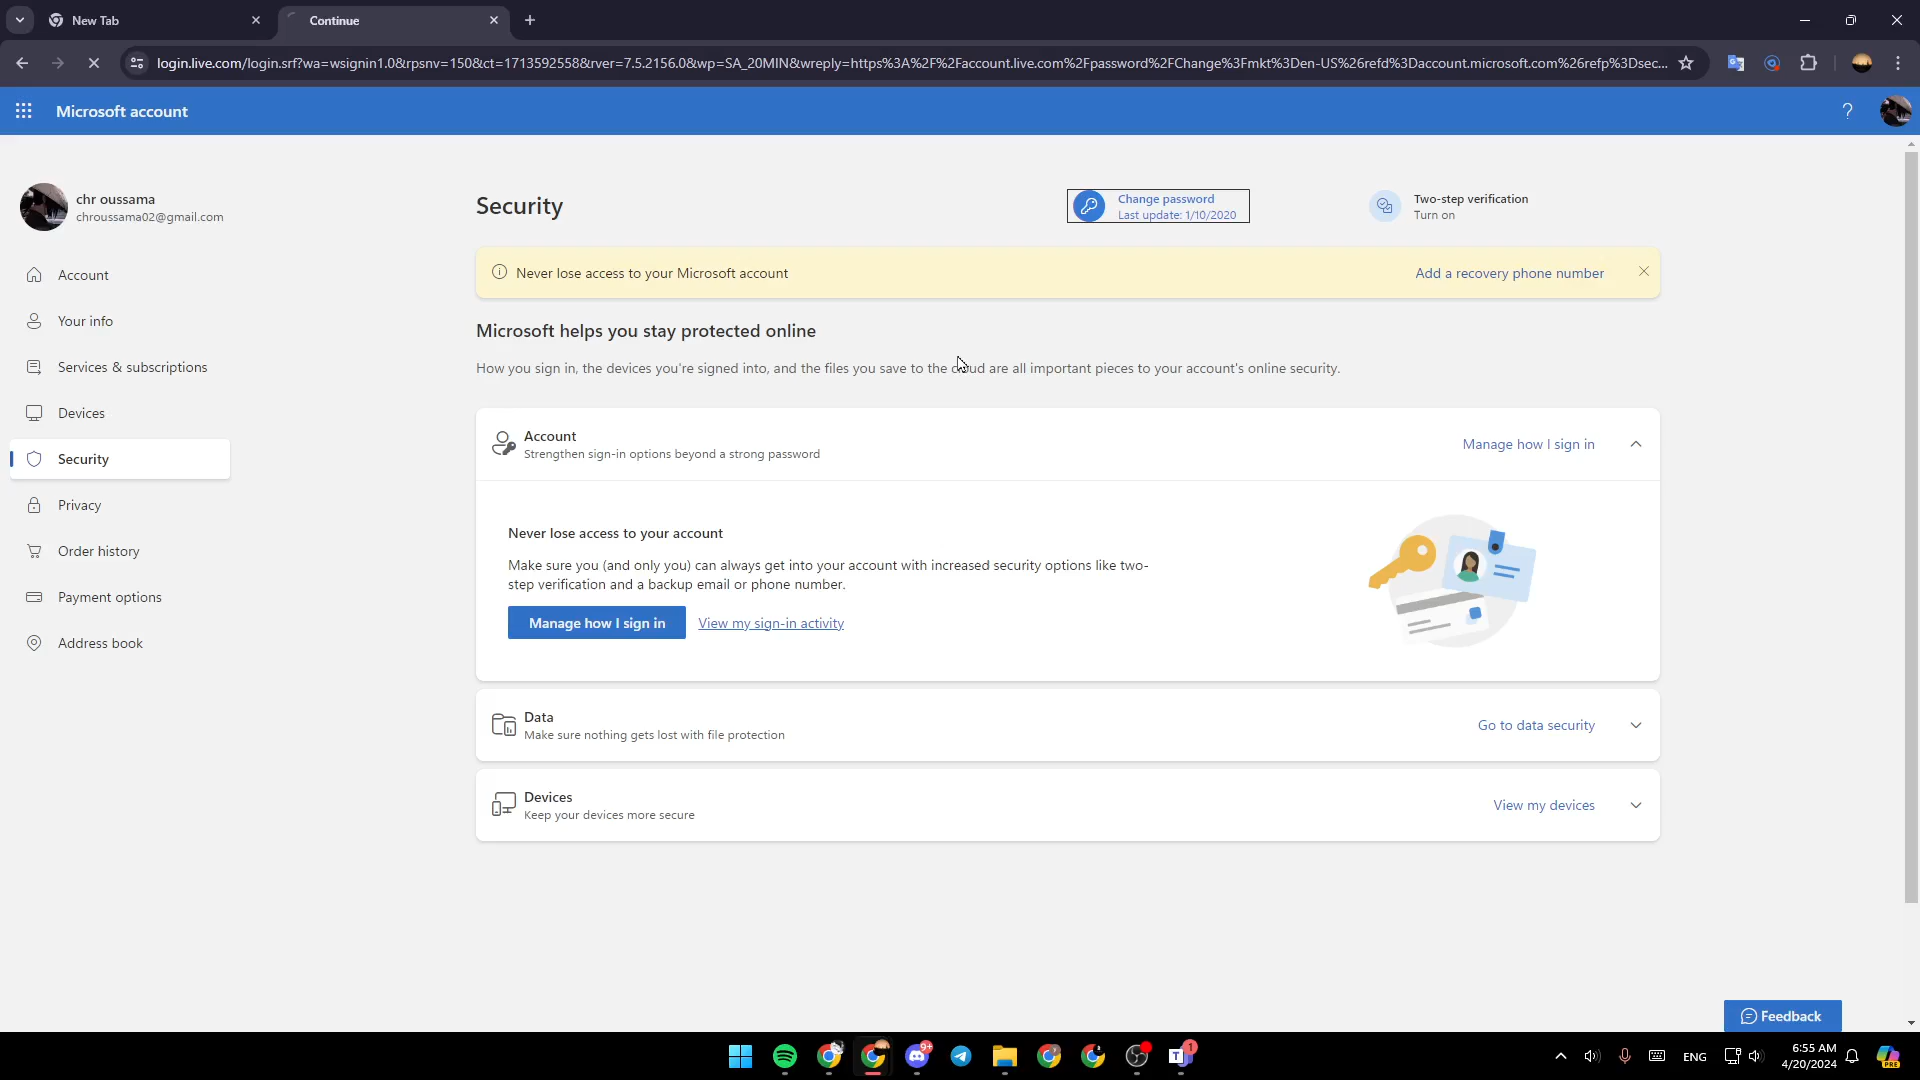 New Tab
Continue
login.live.com/login.srf?wa=wsignin1.0&rpsnv=150&ct=1713592558&rver=7.5.2156.0&wp=SA_20MIN&wreply=https%3A%2F%2Faccount.live.com%2Fpassword%2FChange%3Fmkt%3Den-US%26refd%3Daccount.microsoft.com%26refp%3Dsec...
Microsoft account
?
chr oussama
chroussama02@gmail.com
Account
Your info
Services & subscriptions
Devices
Security
Privacy
Order history
Payment options
Address book
Security
Change password
Last update: 1/10/2020
Two-step verification
Turn on
Never lose access to your Microsoft account
Add a recovery phone number
Microsoft helps you stay protected online
How you sign in, the devices you're signed into, and the files you save to the cloud are all important pieces to your account's online security.
Account
Strengthen sign-in options beyond a strong password
Manage how I sign in
Never lose access to your account
Make sure you (and only you) can always get into your account with increased security options like two-
step verification and a backup email or phone number.
Manage how I sign in
View my sign-in activity
Data
Make sure nothing gets lost with file protection
Go to data security
Devices
Keep your devices more secure
View my devices
Feedback
9+
T
1
ENG
6:55 AM
4/20/2024
PRE